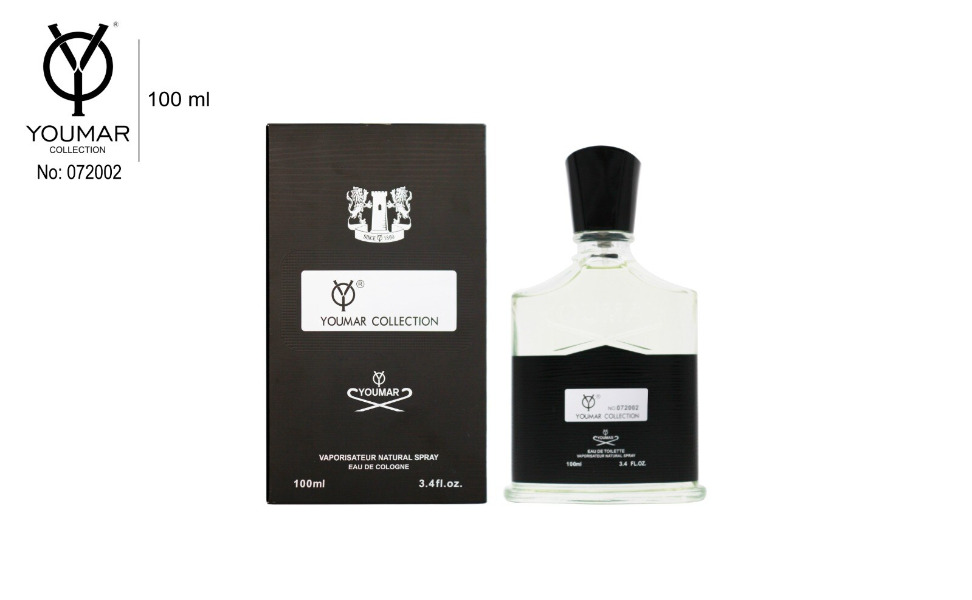 ®
YOUMAR
COLLECTION
No: 072002
100 ml
SINCE Y
Y®
YOUMAR COLLECTION
YOUMAR
VAPORISATEUR NATURAL SPRAY
EAU DE COLOGNE
100ml 3.4fl.oz.
NO:072002
YOUMAR COLLECTION
YOUMAR
EAU DE TOILETTE
VAPORISATEUR NATURAL SPRAY
100ml 3.4 FL.OZ.